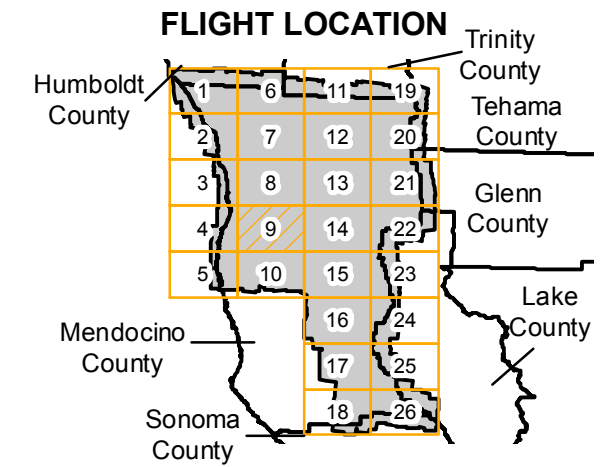 FLIGHT LOCATION
Trinity
County
Humboldt
County
1 6 11 19
Tehama
County
2 7 12 20
3 8 13 21
Glenn
County
4 9 14 22
5 10 15 23
Lake
County
16 24
Mendocino
County
17 25
18 26
Sonoma
County